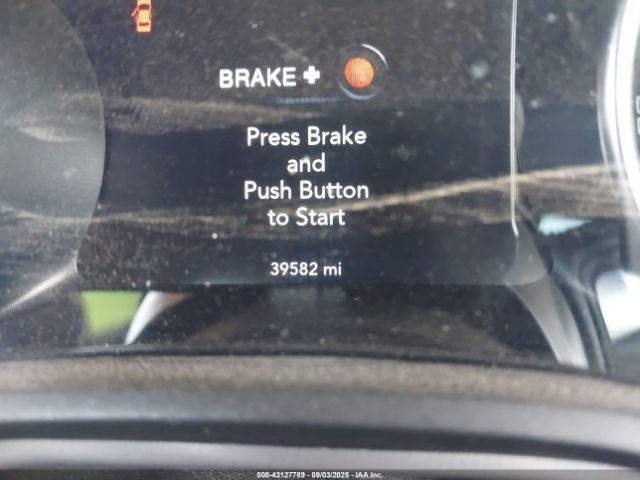 BRAKE +
Press Brake
and
Push Button
to Start
39582 mi
000-43127789 | 09/03/2025 | IAA Inc.